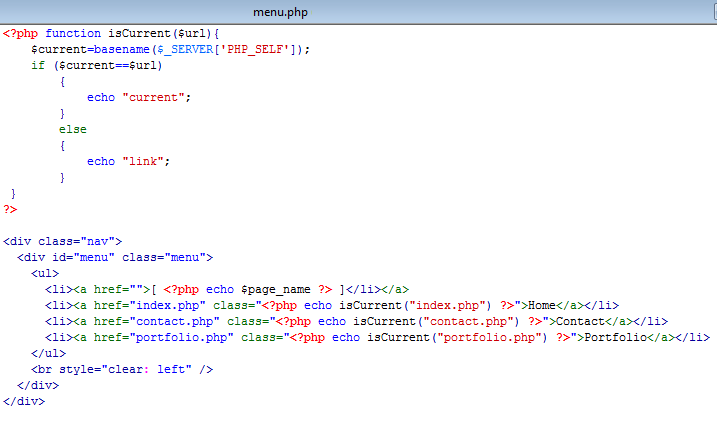 menu.php
<?php function isCurrent($url){
    $current=basename($_SERVER['PHP_SELF']);
    if ($current==$url)
        {
            echo "current";
        }
        else
        {
            echo "link";
        }
 }
?>
<div class="nav">
  <div id="menu" class="menu">
    <ul>
      <li><a href="">[ <?php echo $page_name ?> ]</li></a>
      <li><a href="index.php" class="<?php echo isCurrent("index.php") ?>">Home</a></li>
      <li><a href="contact.php" class="<?php echo isCurrent("contact.php") ?>">Contact</a></li>
      <li><a href="portfolio.php" class="<?php echo isCurrent("portfolio.php") ?>">Portfolio</a></li>
    </ul>
    <br style="clear: left" />
  </div>
</div>